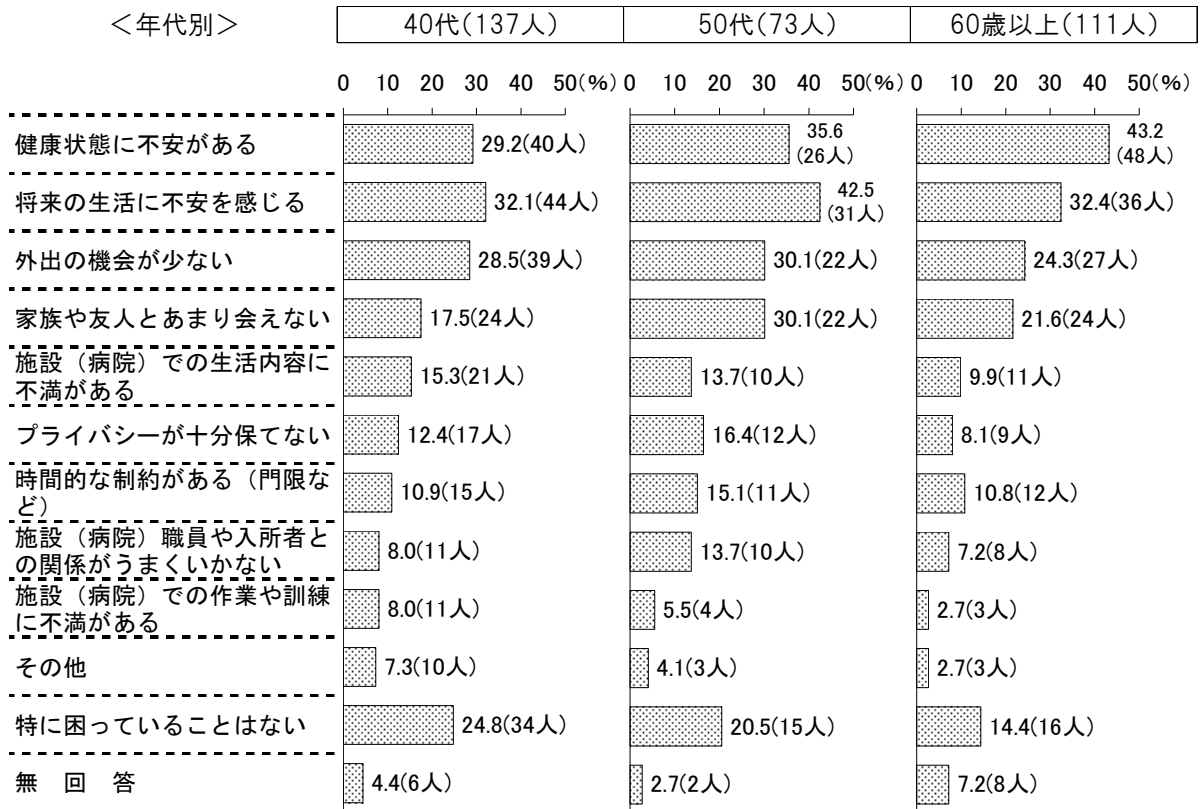 ＜年代別＞ 40代(137人) 50代(73人) 60歳以上(111人)
0 10 20 30 40 50(%) 0 10 20 30 40 50(%) 0 10 20 30 40 50(%)
健康状態に不安がある 29.2(40人) 35.6 (26人) 43.2 (48人)
将来の生活に不安を感じる 32.1(44人) 42.5 (31人) 32.4(36人)
外出の機会が少ない 28.5(39人) 30.1(22人) 24.3(27人)
家族や友人とあまり会えない 17.5(24人) 30.1(22人) 21.6(24人)
施設（病院）での生活内容に
不満がある 15.3(21人) 13.7(10人) 9.9(11人)
プライバシーが十分保てない 12.4(17人) 16.4(12人) 8.1(9人)
時間的な制約がある（門限な
ど） 10.9(15人) 15.1(11人) 10.8(12人)
施設（病院）職員や入所者と
の関係がうまくいかない 8.0(11人) 13.7(10人) 7.2(8人)
施設（病院）での作業や訓練
に不満がある 8.0(11人) 5.5(4人) 2.7(3人)
その他 7.3(10人) 4.1(3人) 2.7(3人)
特に困っていることはない 24.8(34人) 20.5(15人) 14.4(16人)
無　回　答 4.4(6人) 2.7(2人) 7.2(8人)